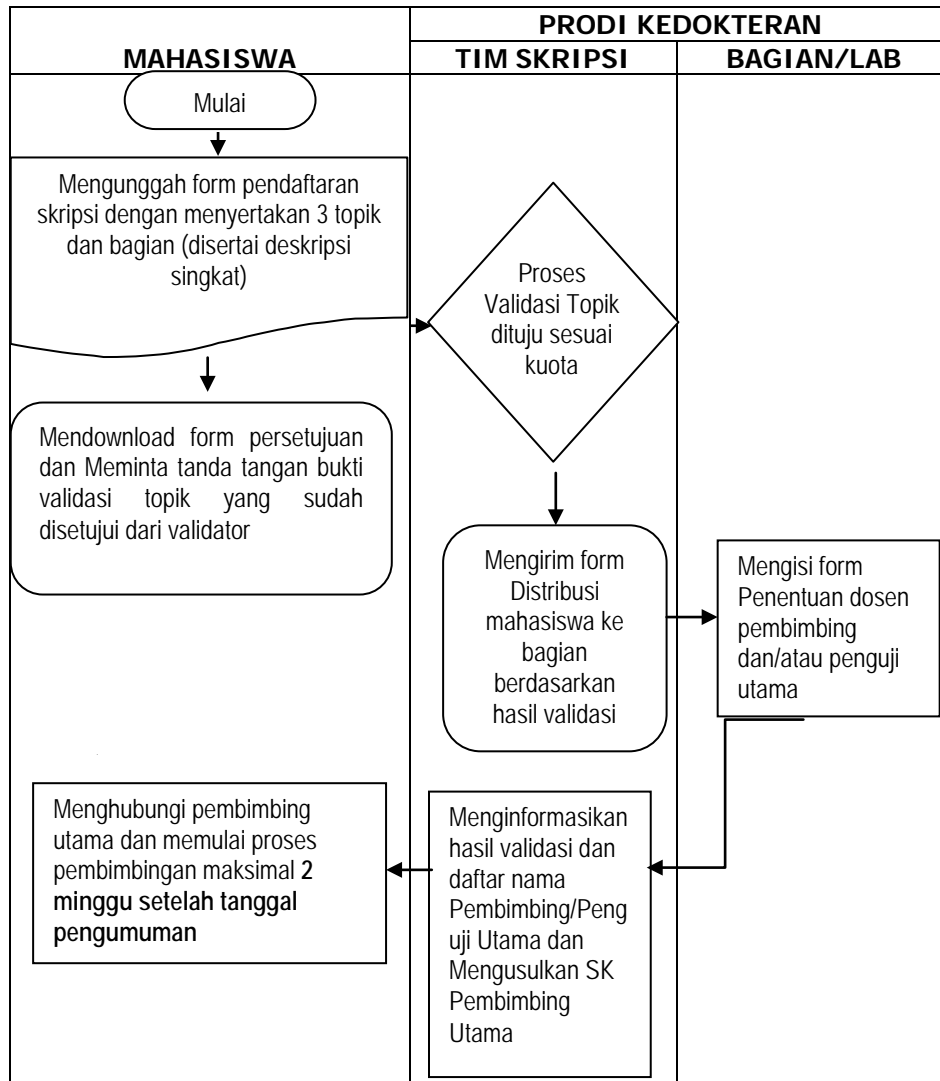 PRODI KEDOKTERAN
MAHASISWA
TIM SKRIPSI
BAGIAN/LAB
Mulai
Mengunggah form pendaftaran
skripsi dengan menyertakan 3 topik
dan bagian (disertai deskripsi
singkat)
Proses
Validasi Topik
dituju sesuai
kuota
Mendownload form persetujuan
dan Meminta tanda tangan bukti
validasi topik yang sudah
disetujui dari validator
Mengirim form
Distribusi
mahasiswa ke
bagian
berdasarkan
hasil validasi
Mengisi form
Penentuan dosen
pembimbing
dan/atau penguji
utama
Menghubungi pembimbing
utama dan memulai proses
pembimbingan maksimal 2
minggu setelah tanggal
pengumuman
Menginformasikan
hasil validasi dan
daftar nama
Pembimbing/Peng
uji Utama dan
Mengusulkan SK
Pembimbing
Utama